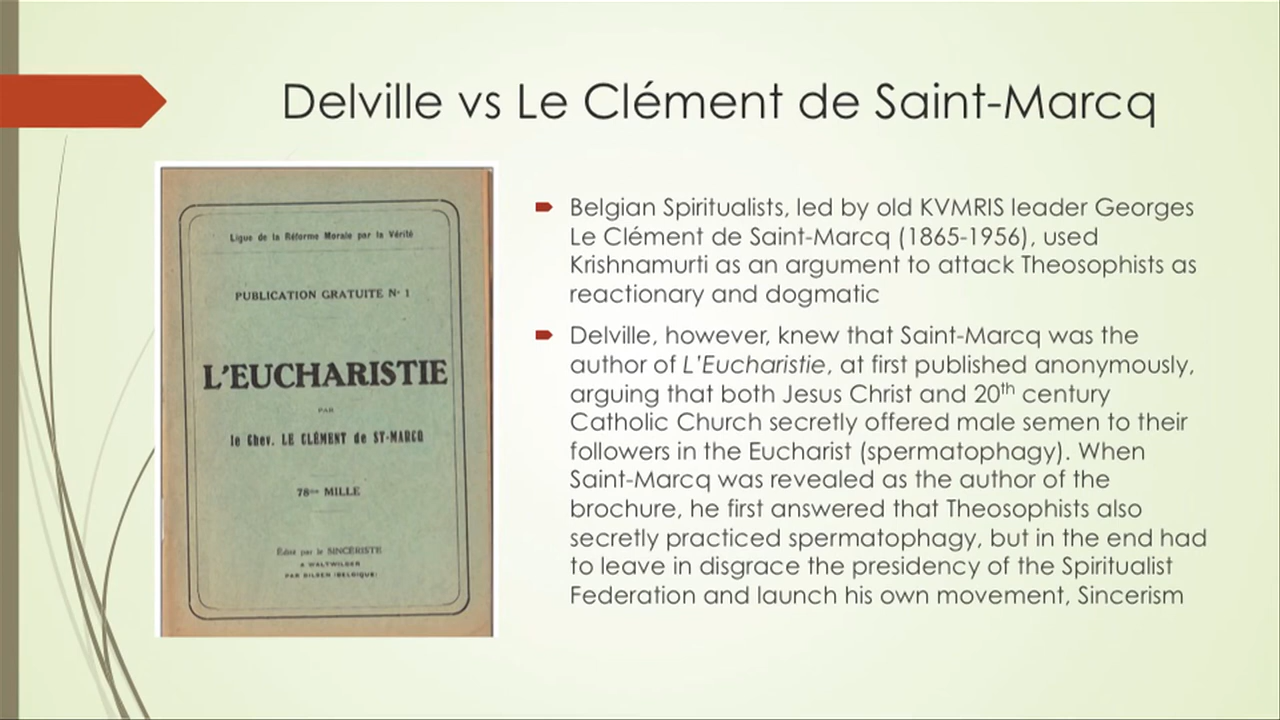 Delville vs Le Clément de Saint-Marcq
Ligue de la Réforme Morale par la Vérité
PUBLICATION GRATUITE Nº 1
L'EUCHARISTIE
PAR
le Chev. LE CLÉMENT de ST-MARCQ
78me MILLE
Édité par le SINCÉRISTE
A WALTWILDER
PAR BILSEN (BELGIQUE)
Belgian Spiritualists, led by old KVMRIS leader Georges
Le Clément de Saint-Marcq (1865-1956), used
Krishnamurti as an argument to attack Theosophists as
reactionary and dogmatic
Delville, however, knew that Saint-Marcq was the
author of L'Eucharistie, at first published anonymously,
arguing that both Jesus Christ and 20th century
Catholic Church secretly offered male semen to their
followers in the Eucharist (spermatophagy). When
Saint-Marcq was revealed as the author of the
brochure, he first answered that Theosophists also
secretly practiced spermatophagy, but in the end had
to leave in disgrace the presidency of the Spiritualist
Federation and launch his own movement, Sincerism